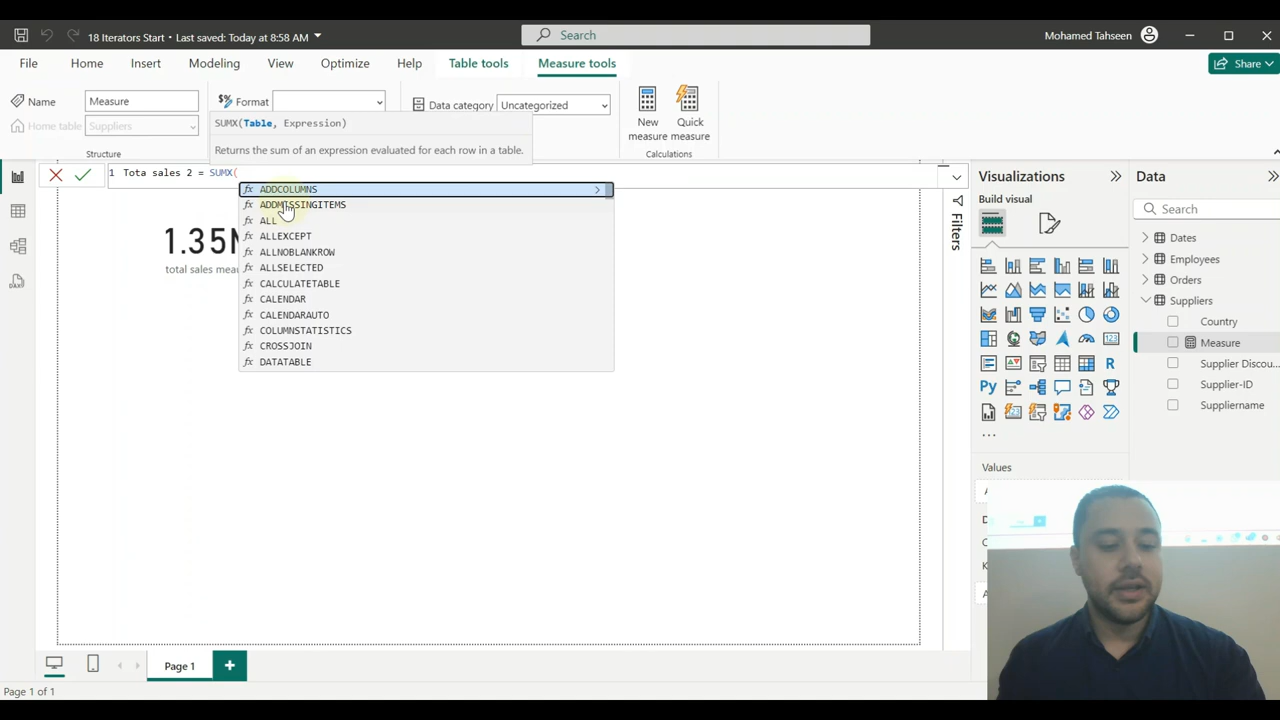 18 Iterators Start • Last saved: Today at 8:58 AM
Search
Mohamed Tahseen
File Home Insert Modeling View Optimize Help Table tools Measure tools
Share
Name Measure
Home table Suppliers
Structure
Format
Data category Uncategorized
New measure
Quick measure
Calculations
SUMX(Table, Expression)
Returns the sum of an expression evaluated for each row in a table.
1 Tota sales 2 = SUMX(
ADDCOLUMNS
ADDMISSINGITEMS
ALL
ALLEXCEPT
ALLNOBLANKROW
ALLSELECTED
CALCULATETABLE
CALENDAR
CALENDARAUTO
COLUMNSTATISTICS
CROSSJOIN
DATATABLE
1.35M
total sales
Filters
Visualizations
Build visual
Py
R
123
Values
Data
Search
Dates
Employees
Orders
Suppliers
Country
Measure
Supplier Discou...
Supplier-ID
Suppliername
Page 1
Page 1 of 1